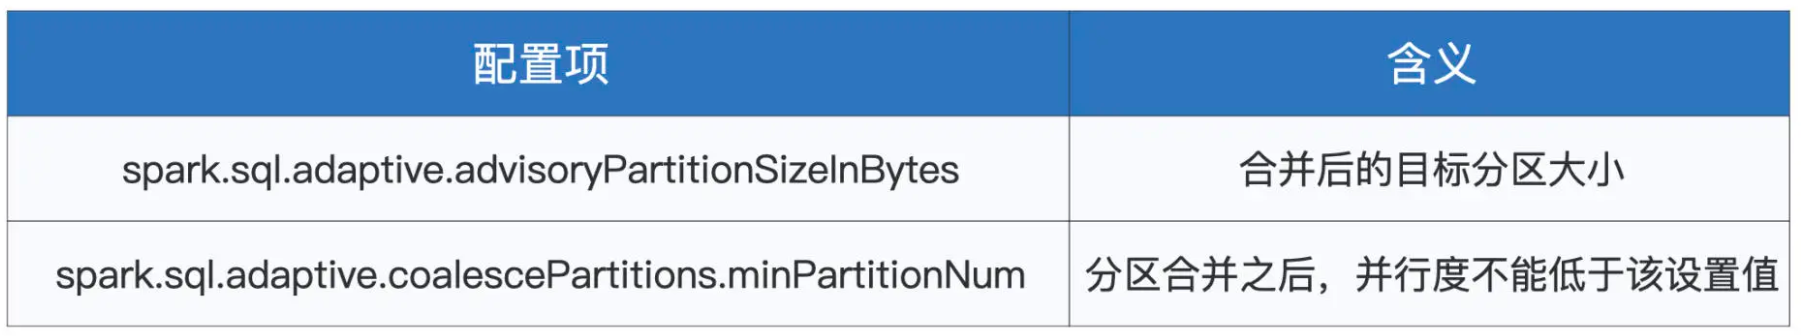 配置项 含义
spark.sql.adaptive.advisoryPartitionSizeInBytes 合并后的目标分区大小
spark.sql.adaptive.coalescePartitions.minPartitionNum 分区合并之后，并行度不能低于该设置值